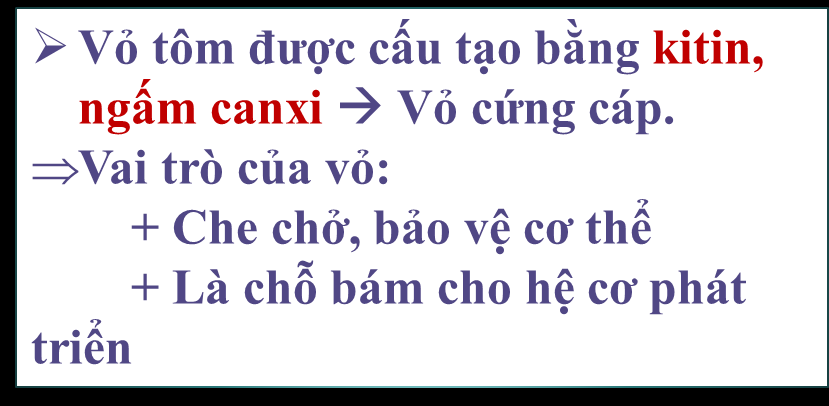 ➢ Vỏ tôm được cấu tạo bằng kitin,
ngấm canxi → Vỏ cứng cáp.
⇒Vai trò của vỏ:
+ Che chở, bảo vệ cơ thể
+ Là chỗ bám cho hệ cơ phát
triển